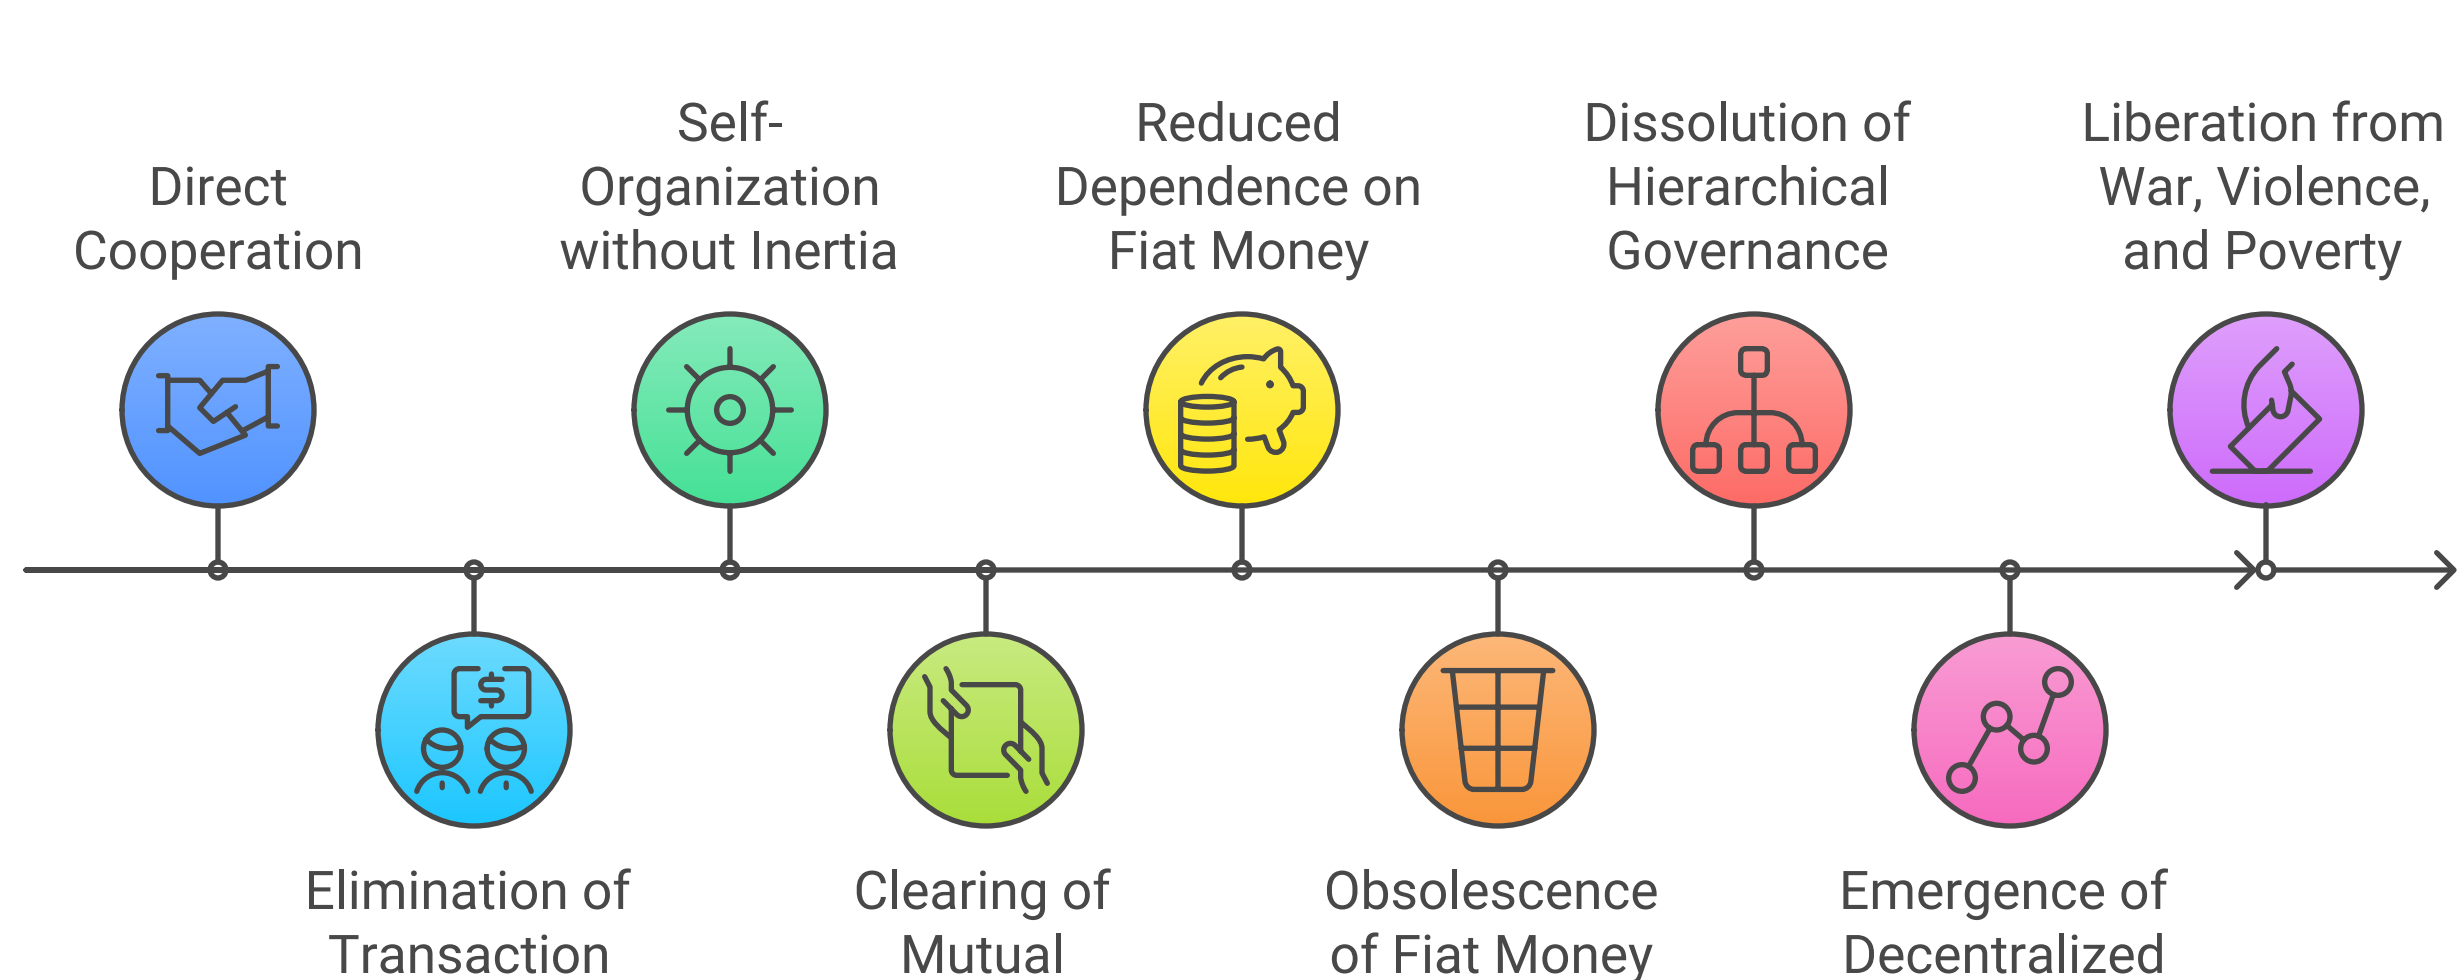 Direct
Cooperation
Self-
Organization
without Inertia
Reduced
Dependence on
Fiat Money
Dissolution of
Hierarchical
Governance
Liberation from
War, Violence,
and Poverty
$
Elimination of
Transaction
Clearing of
Mutual
Obsolescence
of Fiat Money
Emergence of
Decentralized